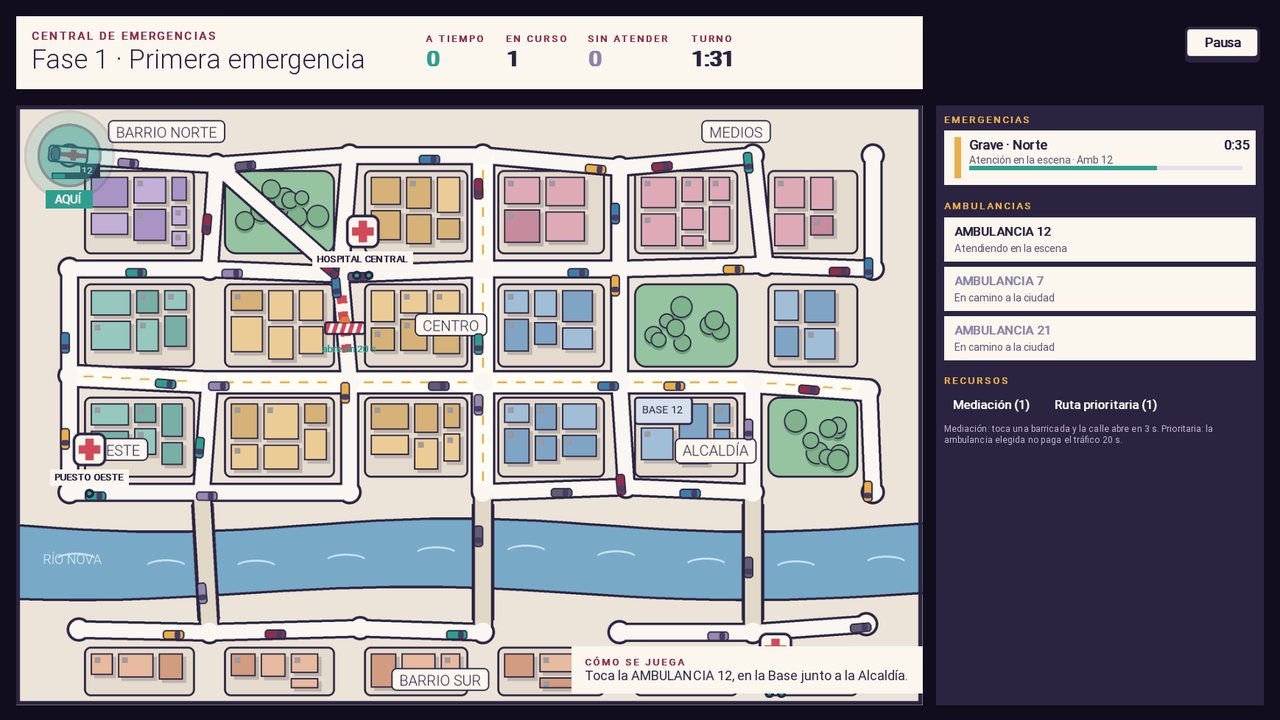 CENTRAL DE EMERGENCIAS
Fase 1 · Primera emergencia
A TIEMPO
0
EN CURSO
1
SIN ATENDER
0
TURNO
1:31
Pausa
BARRIO NORTE
MEDIOS
12
AQUÍ
HOSPITAL CENTRAL
CENTRO
BASE 12
ALCALDÍA
ESTE
PUESTO OESTE
RÍO NOVA
BARRIO SUR
CÓMO SE JUEGA
Toca la AMBULANCIA 12, en la Base junto a la Alcaldía.
EMERGENCIAS
Grave · Norte
0:35
Atención en la escena · Amb 12
AMBULANCIAS
AMBULANCIA 12
Atendiendo en la escena
AMBULANCIA 7
En camino a la ciudad
AMBULANCIA 21
En camino a la ciudad
RECURSOS
Mediación (1)
Ruta prioritaria (1)
Mediación: toca una barricada y la calle abre en 3 s. Prioritaria: la
ambulancia elegida no paga el tráfico 20 s.